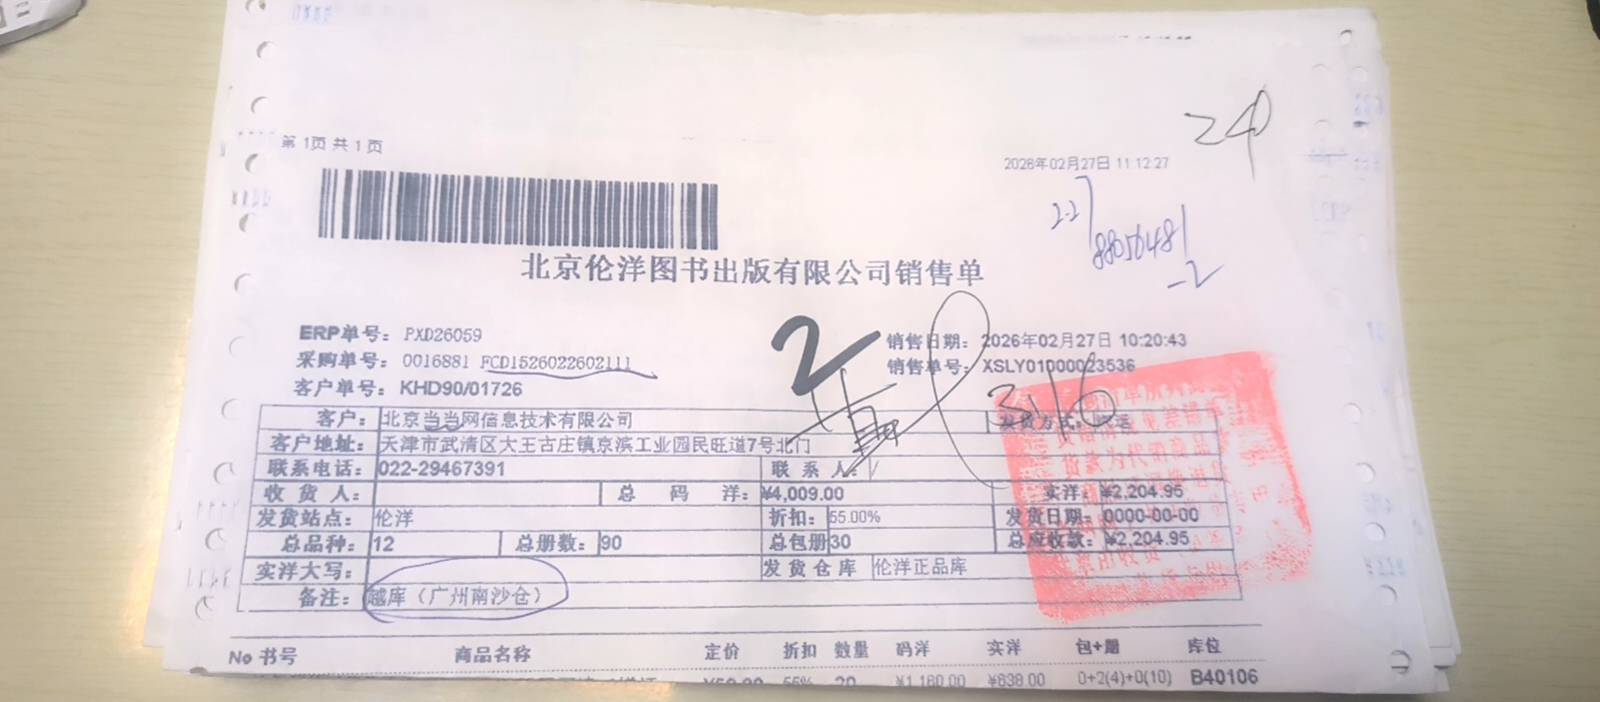 第 1页 共 1 页
2026年02月27日 11:12:27
240
2.27
88056481
-2
北京伦洋图书出版有限公司销售单
ERP单号： PXD26059
销售日期： 2026年02月27日 10:20:43
采购单号： 0016881 FCD1526022602111
销售单号： XSLY01000023536
客户单号： KHD90/01726
2
316
客户： 北京当当网信息技术有限公司 发货方式：
客户地址： 天津市武清区大王古庄镇京滨工业园民旺道7号北门
联系电话： 022-29467391 联 系 人：
收 货 人： 总 码 洋： ¥4,009.00 实洋： ¥2,204.95
发货站点： 伦洋 折扣： 55.00% 发货日期： 0000-00-00
总品种： 12 总册数： 90 总包册 30 总应收款： ¥2,204.95
实洋大写： 发 货 仓 库 伦洋正品库
备注： 越库（广州南沙仓）
No 书号 商品名称 定价 折扣 数量 码洋 实洋 包+册 库位
55% 20 ¥1,160.00 ¥638.00 0+2(4)+0(10) B40106